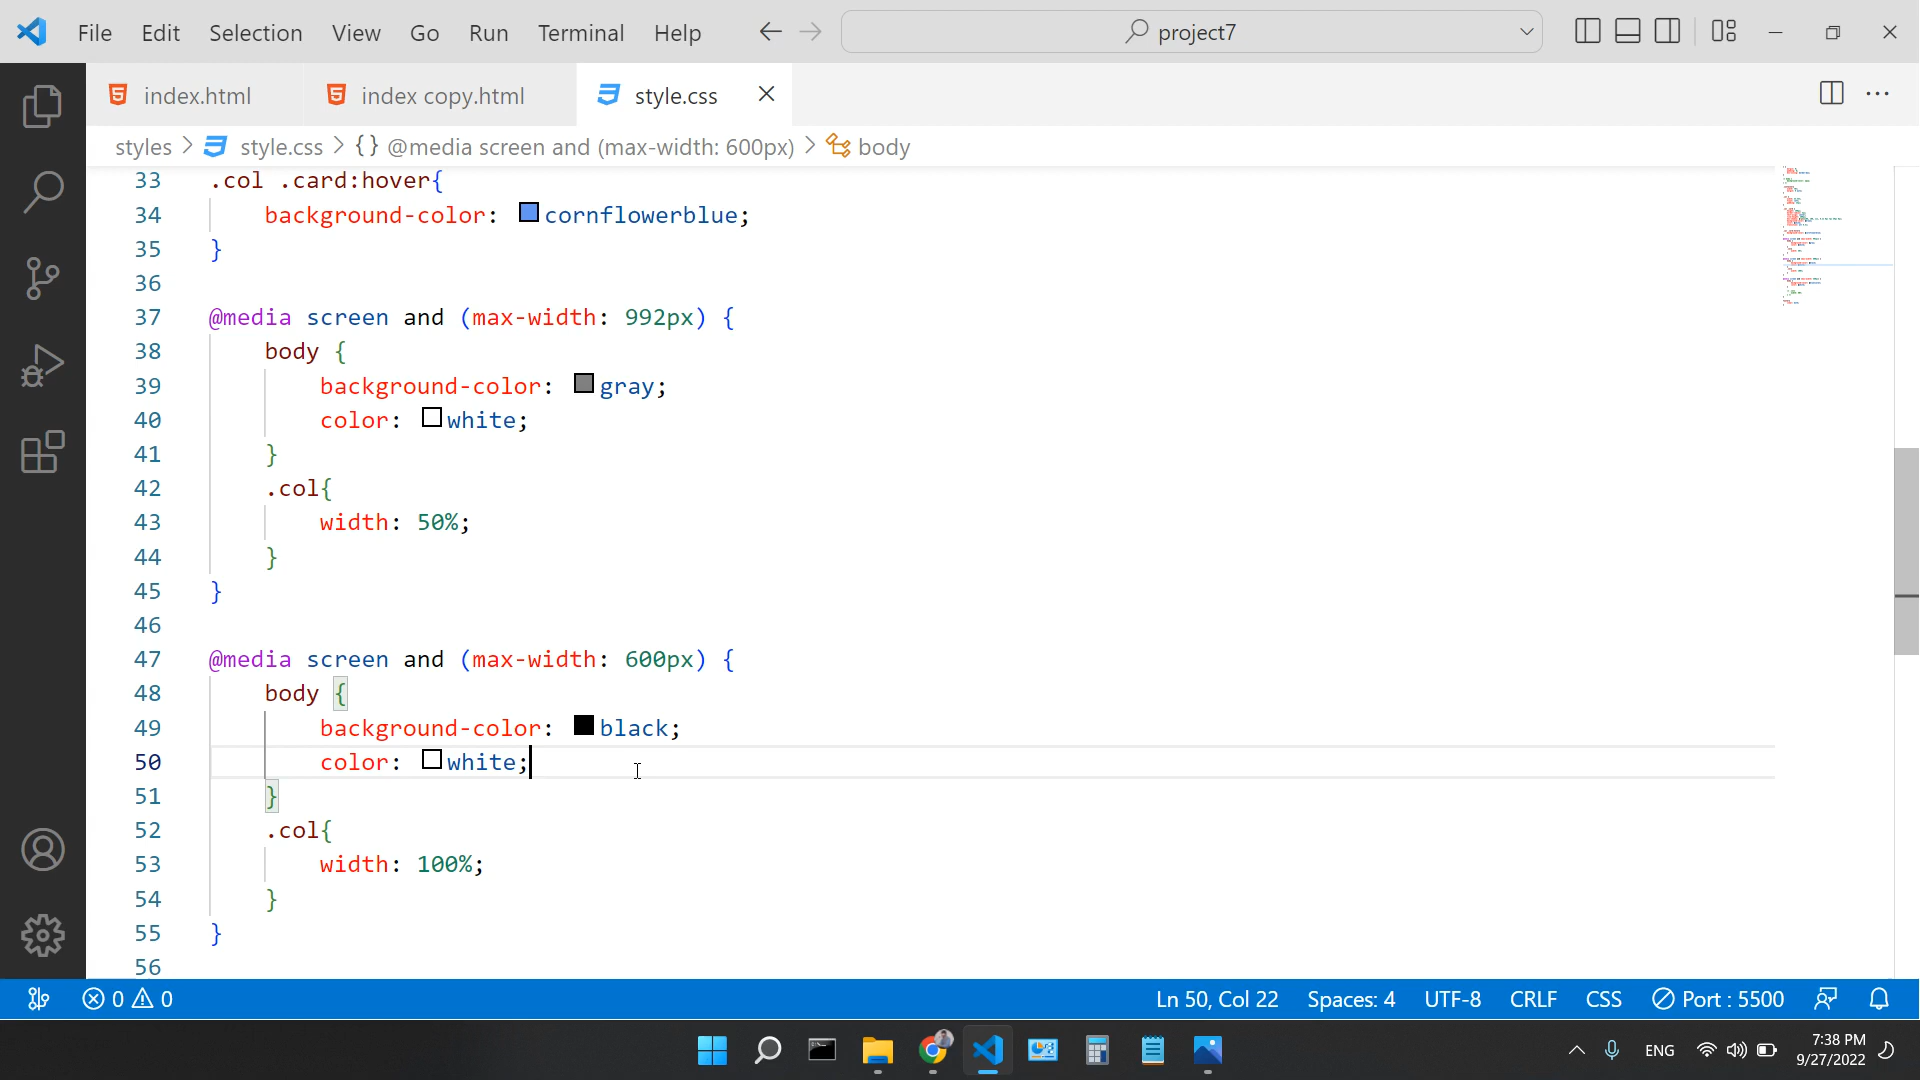 File Edit Selection View Go Run Terminal Help project7
index.html index copy.html style.css
styles > style.css > {} @media screen and (max-width: 600px) > body
33 .col .card:hover{
34 background-color: cornflowerblue;
35 }
36
37 @media screen and (max-width: 992px) {
38 body {
39 background-color: gray;
40 color: white;
41 }
42 .col{
43 width: 50%;
44 }
45 }
46
47 @media screen and (max-width: 600px) {
48 body {
49 background-color: black;
50 color: white;
51 }
52 .col{
53 width: 100%;
54 }
55 }
56
0 0 Ln 50, Col 22 Spaces: 4 UTF-8 CRLF CSS Port : 5500
ENG 7:38 PM
9/27/2022